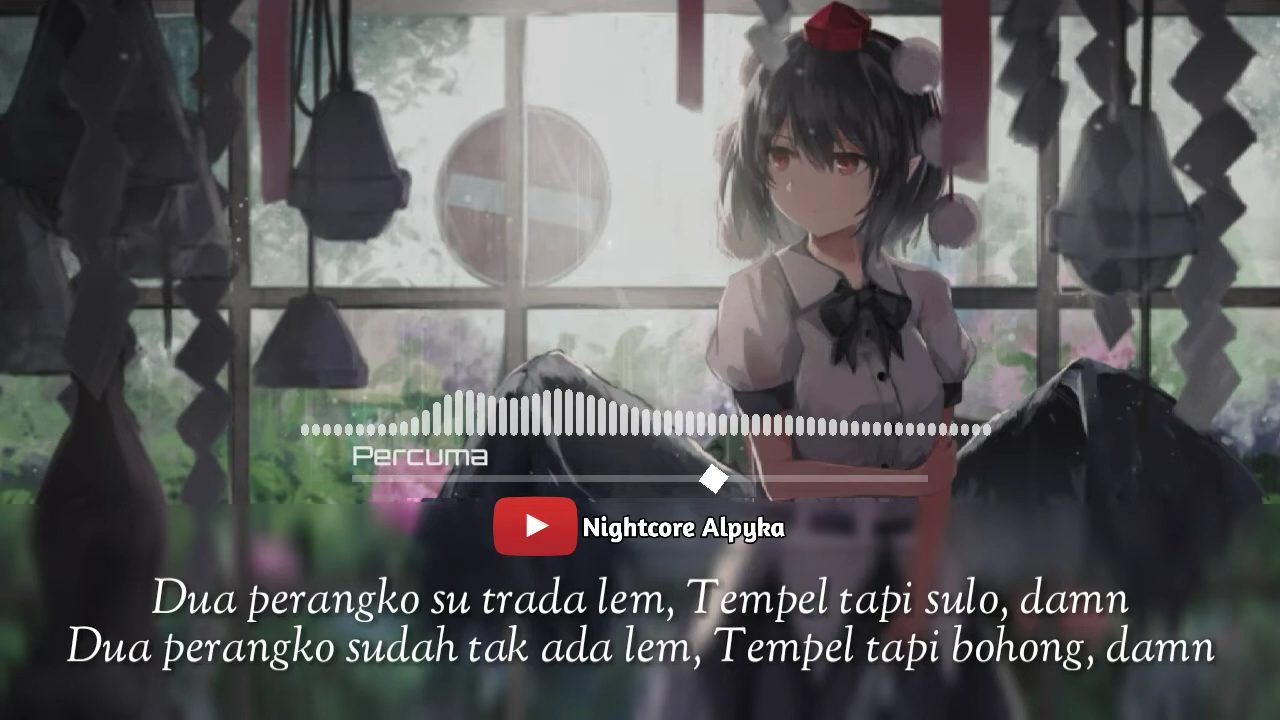 Percuma
Nightcore Alpyka
Dua perangko su trada lem, Tempel tapi sulo, damn
Dua perangko sudah tak ada lem, Tempel tapi bohong, damn